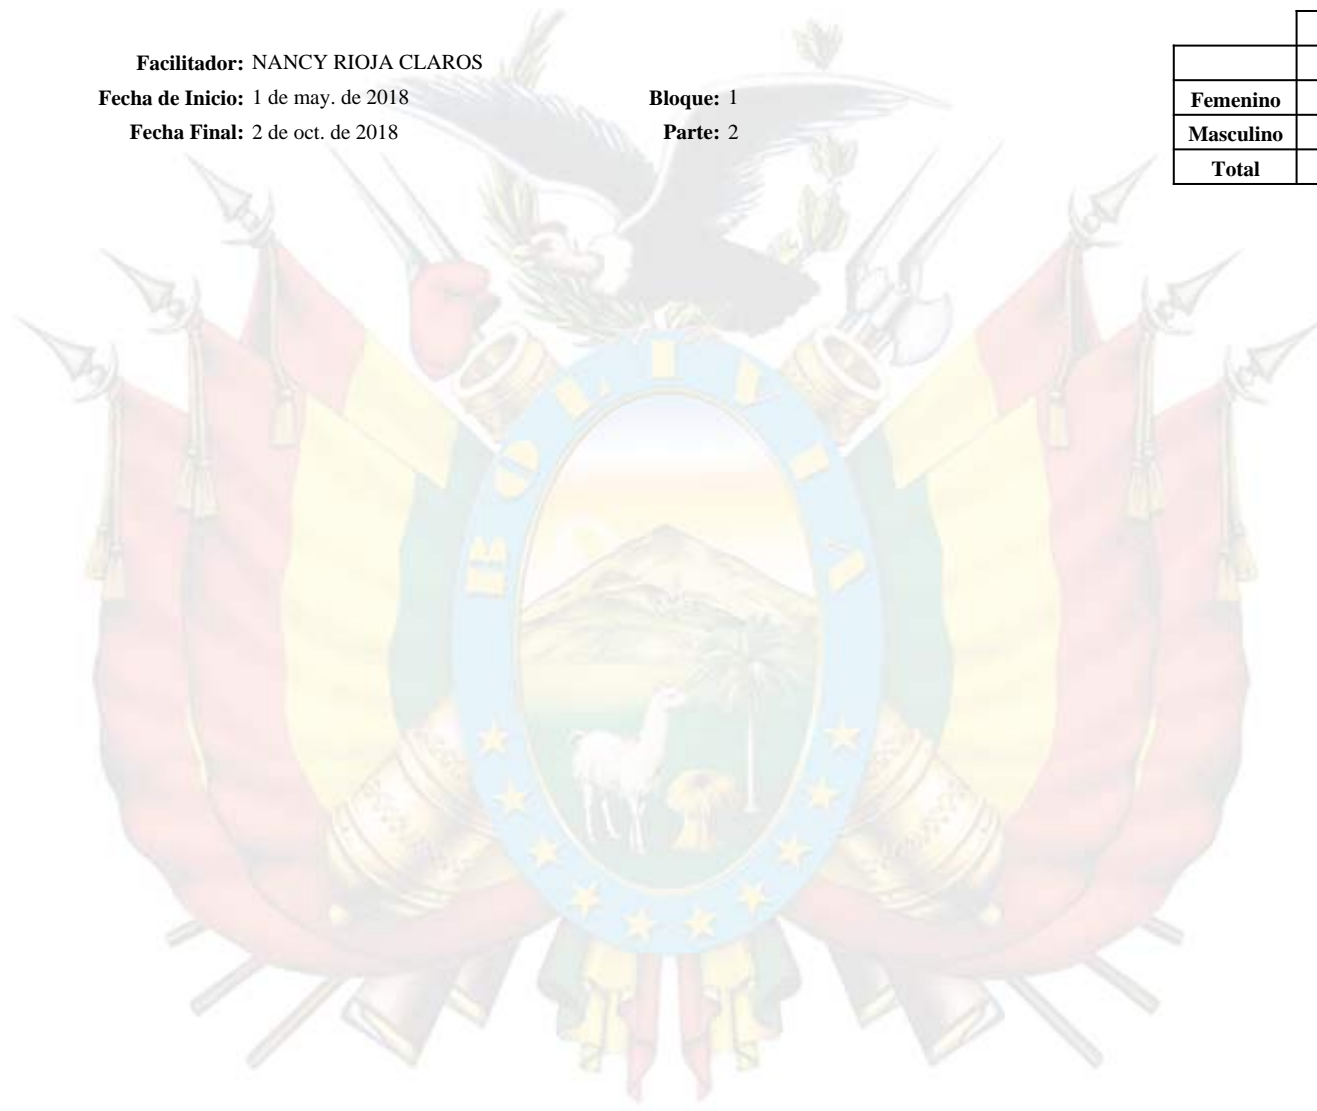 Facilitador: NANCY RIOJA CLAROS
Fecha de Inicio: 1 de may. de 2018 Bloque: 1
Fecha Final: 2 de oct. de 2018 Parte: 2
Femenino
Masculino
Total
BOLIVIA